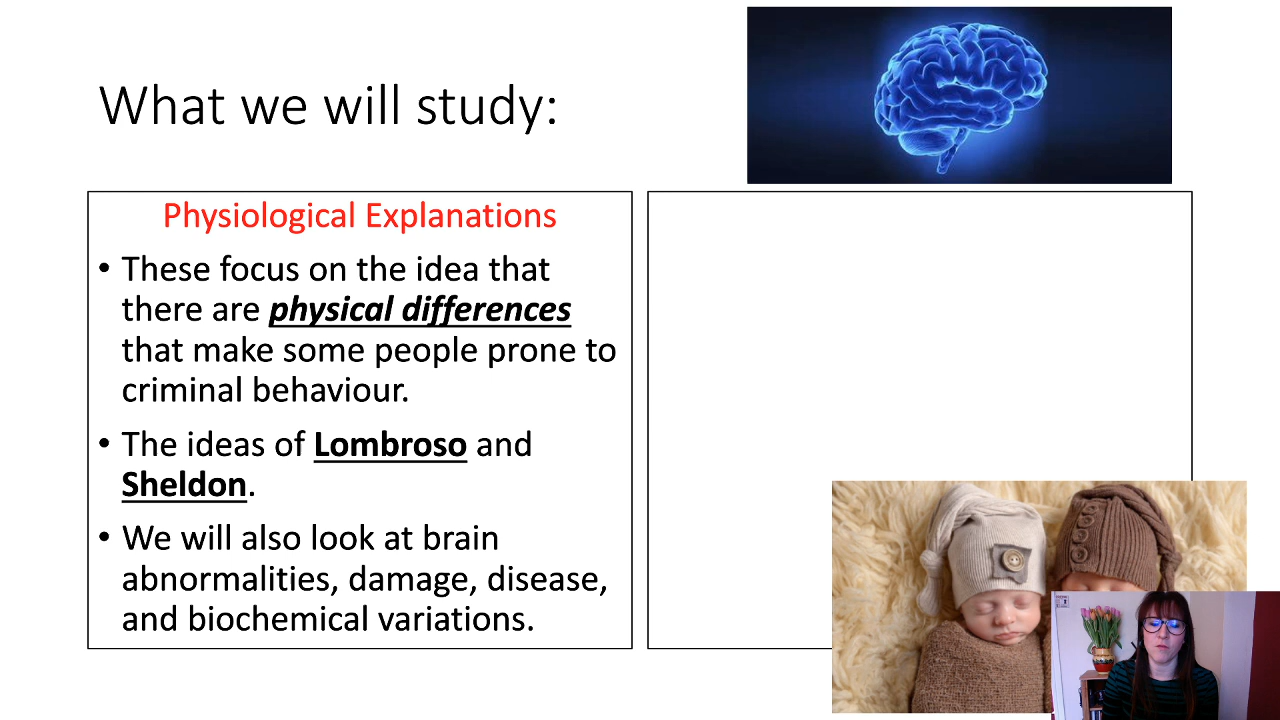 What we will study:
Physiological Explanations
• These focus on the idea that
there are physical differences
that make some people prone to
criminal behaviour.
• The ideas of Lombroso and
Sheldon.
• We will also look at brain
abnormalities, damage, disease,
and biochemical variations.